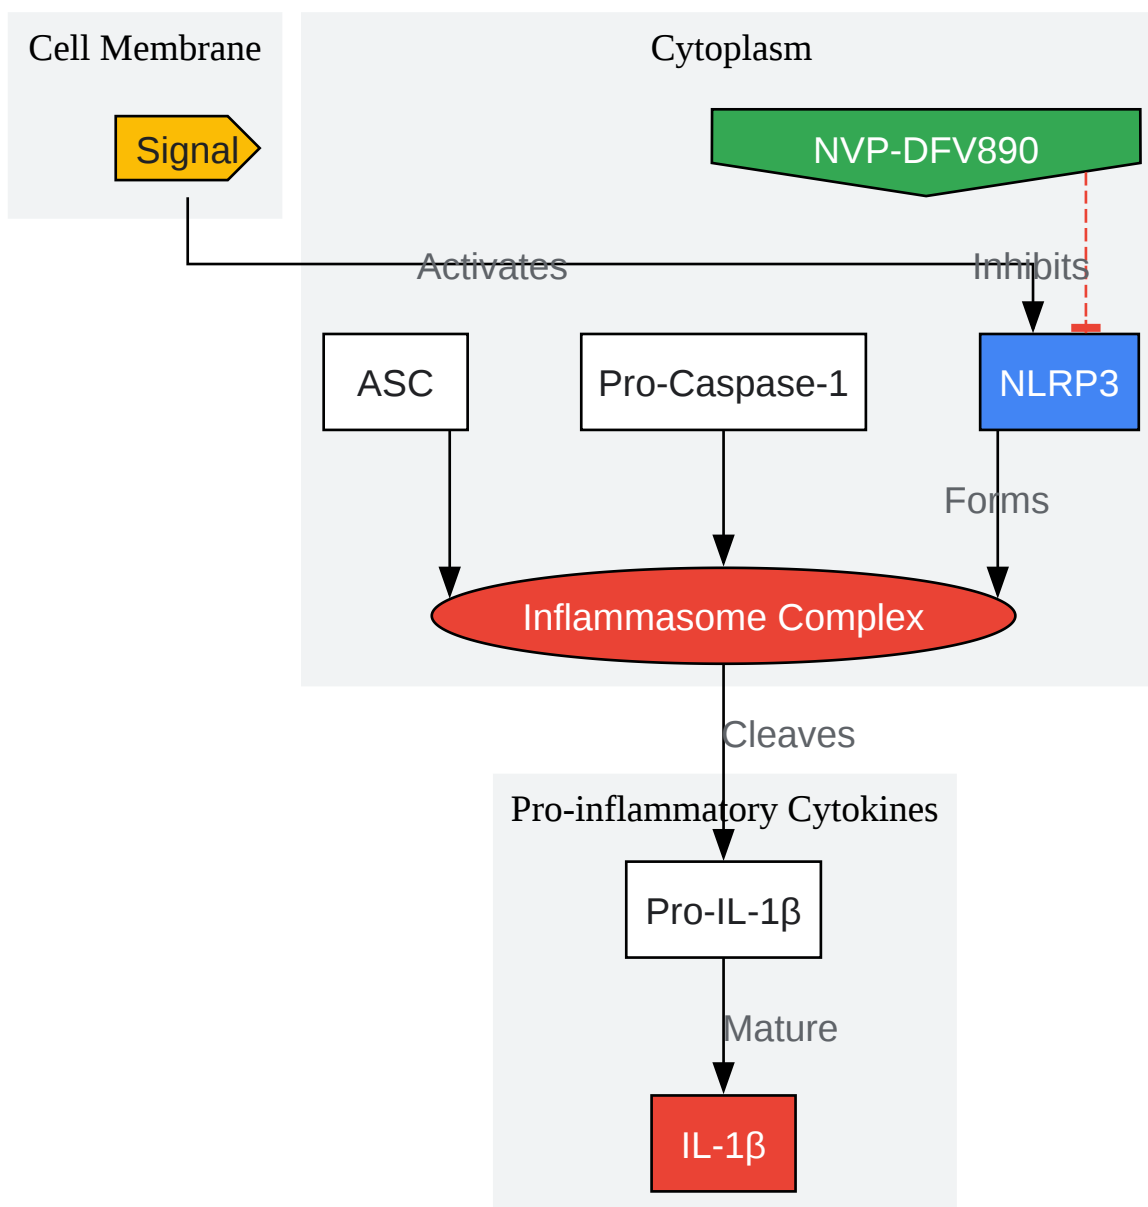 Cell Membrane
Cytoplasm
Signal
NVP-DFV890
Activates
Inhibits
ASC
Pro-Caspase-1
NLRP3
Forms
Inflammasome Complex
Cleaves
Pro-inflammatory Cytokines
Pro-IL-1β
Mature
IL-1β